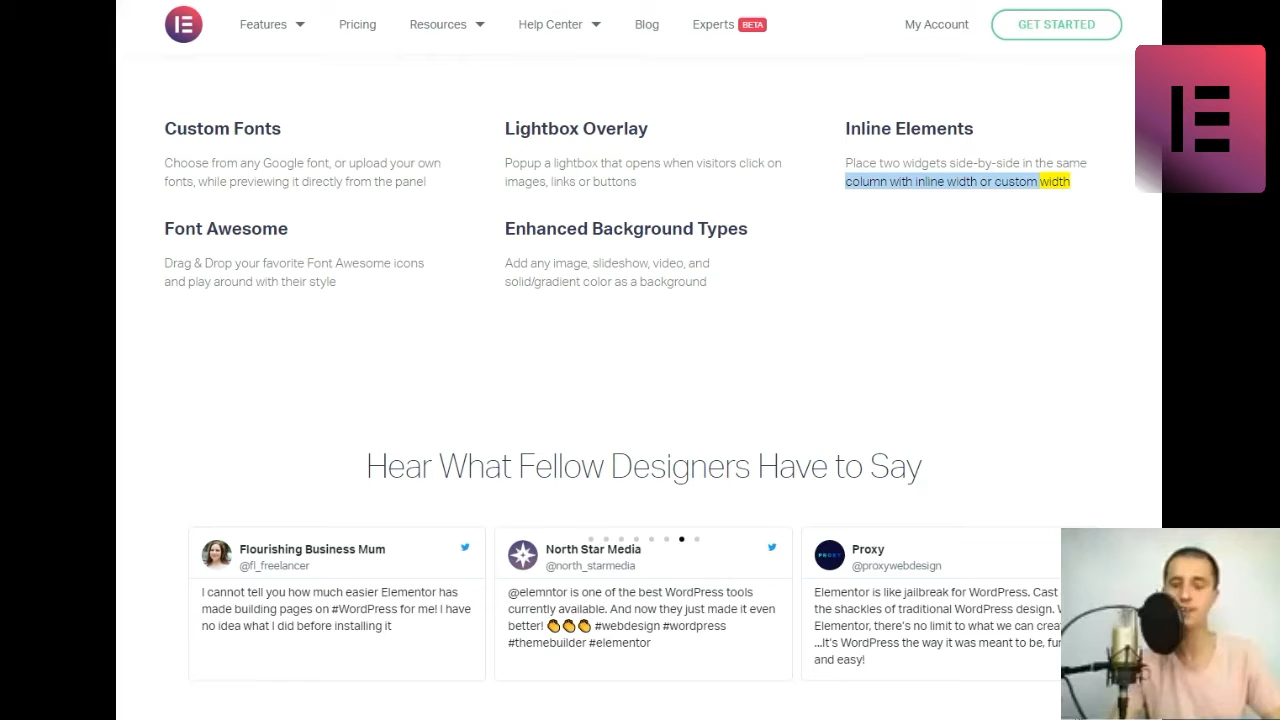 Features Pricing Resources Help Center Blog Experts BETA My Account GET STARTED
Custom Fonts
Choose from any Google font, or upload your own
fonts, while previewing it directly from the panel
Lightbox Overlay
Popup a lightbox that opens when visitors click on
images, links or buttons
Inline Elements
Place two widgets side-by-side in the same
column with inline width or custom width
Font Awesome
Drag & Drop your favorite Font Awesome icons
and play around with their style
Enhanced Background Types
Add any image, slideshow, video, and
solid/gradient color as a background
Hear What Fellow Designers Have to Say
Flourishing Business Mum
@fl_freelancer
I cannot tell you how much easier Elementor has
made building pages on #WordPress for me! I have
no idea what I did before installing it
North Star Media
@north_starmedia
@elemntor is one of the best WordPress tools
currently available. And now they just made it even
better! 👏👏👏 #webdesign #wordpress
#themebuilder #elementor
PROXY
Proxy
@proxywebdesign
Elementor is like jailbreak for WordPress. Cast
the shackles of traditional WordPress design.
Elementor, there's no limit to what we can
...It's WordPress the way it was meant to be,
and easy!